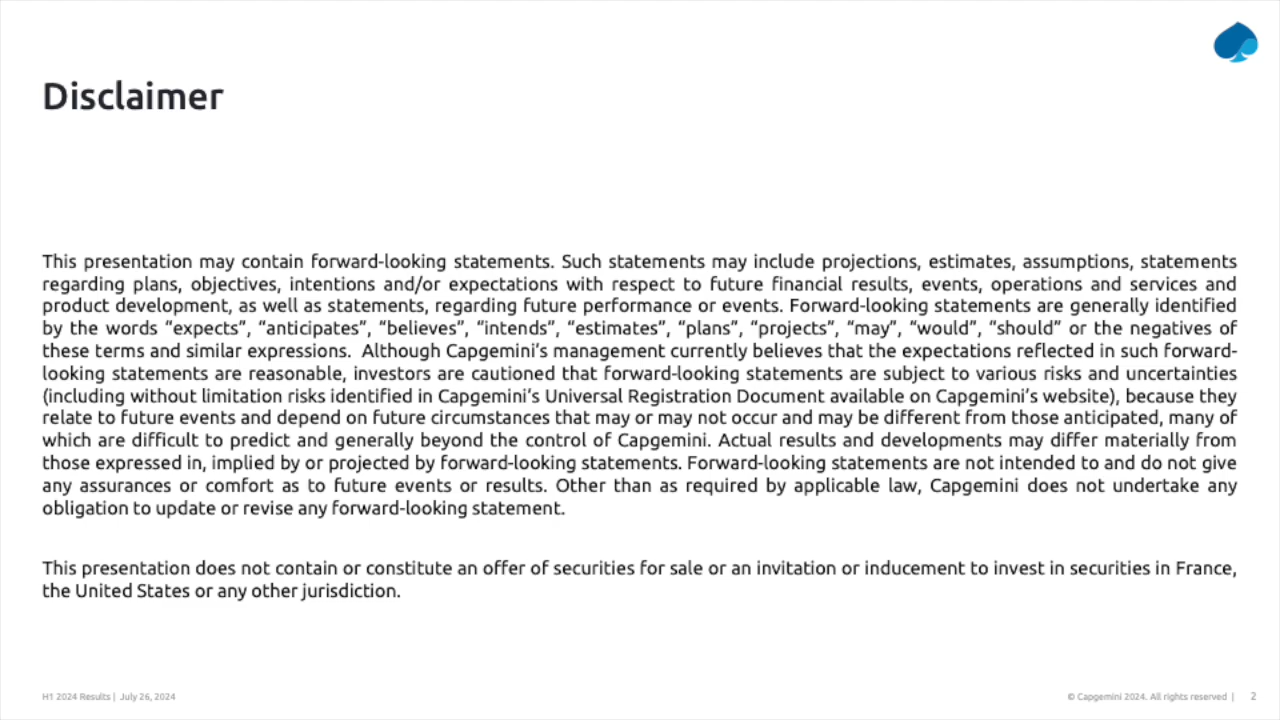 Disclaimer
This presentation may contain forward-looking statements. Such statements may include projections, estimates, assumptions, statements
regarding plans, objectives, intentions and/or expectations with respect to future financial results, events, operations and services and
product development, as well as statements, regarding future performance or events. Forward-looking statements are generally identified
by the words “expects”, “anticipates”, “believes”, “intends”, “estimates”, “plans”, “projects”, “may”, “would”, “should” or the negatives of
these terms and similar expressions.  Although Capgemini’s management currently believes that the expectations reflected in such forward-
looking statements are reasonable, investors are cautioned that forward-looking statements are subject to various risks and uncertainties
(including without limitation risks identified in Capgemini’s Universal Registration Document available on Capgemini’s website), because they
relate to future events and depend on future circumstances that may or may not occur and may be different from those anticipated, many of
which are difficult to predict and generally beyond the control of Capgemini. Actual results and developments may differ materially from
those expressed in, implied by or projected by forward-looking statements. Forward-looking statements are not intended to and do not give
any assurances or comfort as to future events or results. Other than as required by applicable law, Capgemini does not undertake any
obligation to update or revise any forward-looking statement.
This presentation does not contain or constitute an offer of securities for sale or an invitation or inducement to invest in securities in France,
the United States or any other jurisdiction.
H1 2024 Results | July 26, 2024
© Capgemini 2024. All rights reserved | 2